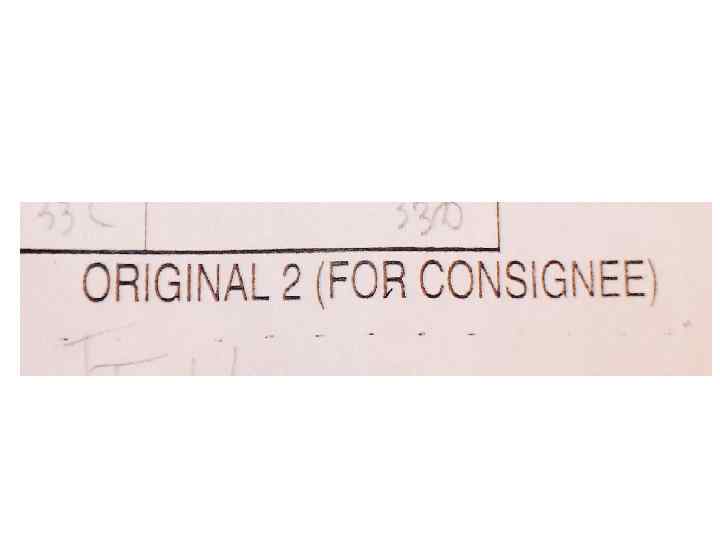 ORIGINAL 2 (FOR CONSIGNEE)